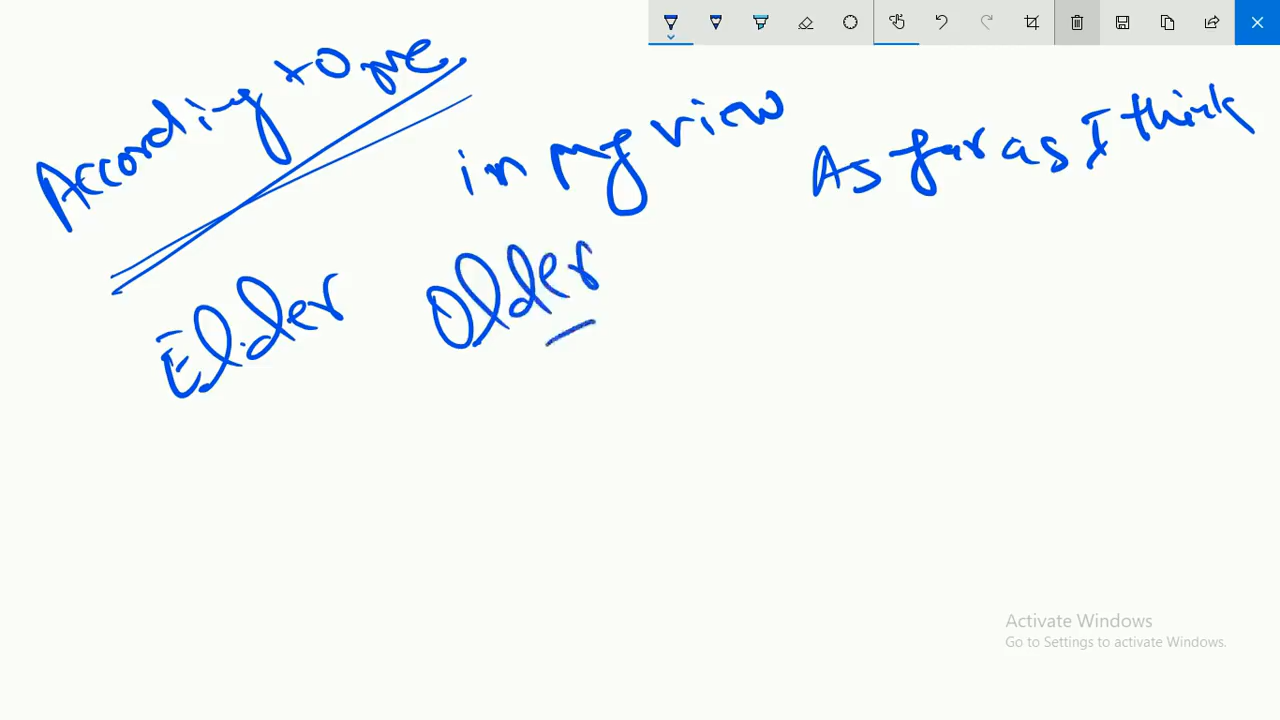 According to me
in my view
As far as I think
Elder Older
Activate Windows
Go to Settings to activate Windows.